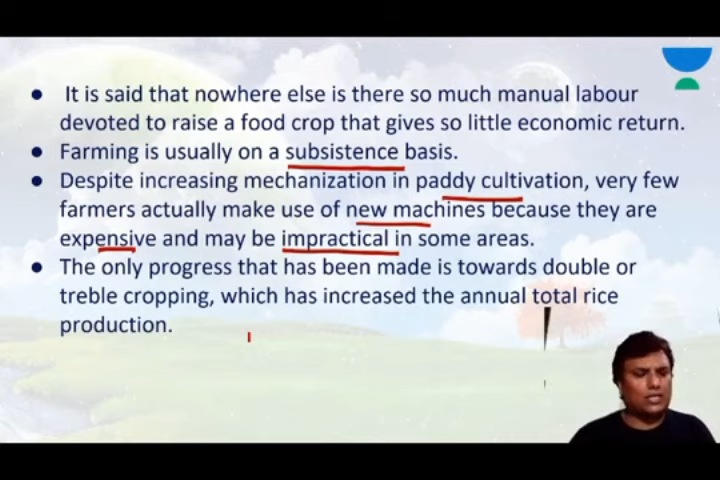 ● It is said that nowhere else is there so much manual labour
devoted to raise a food crop that gives so little economic return.
● Farming is usually on a subsistence basis.
● Despite increasing mechanization in paddy cultivation, very few
farmers actually make use of new machines because they are
expensive and may be impractical in some areas.
● The only progress that has been made is towards double or
treble cropping, which has increased the annual total rice
production.